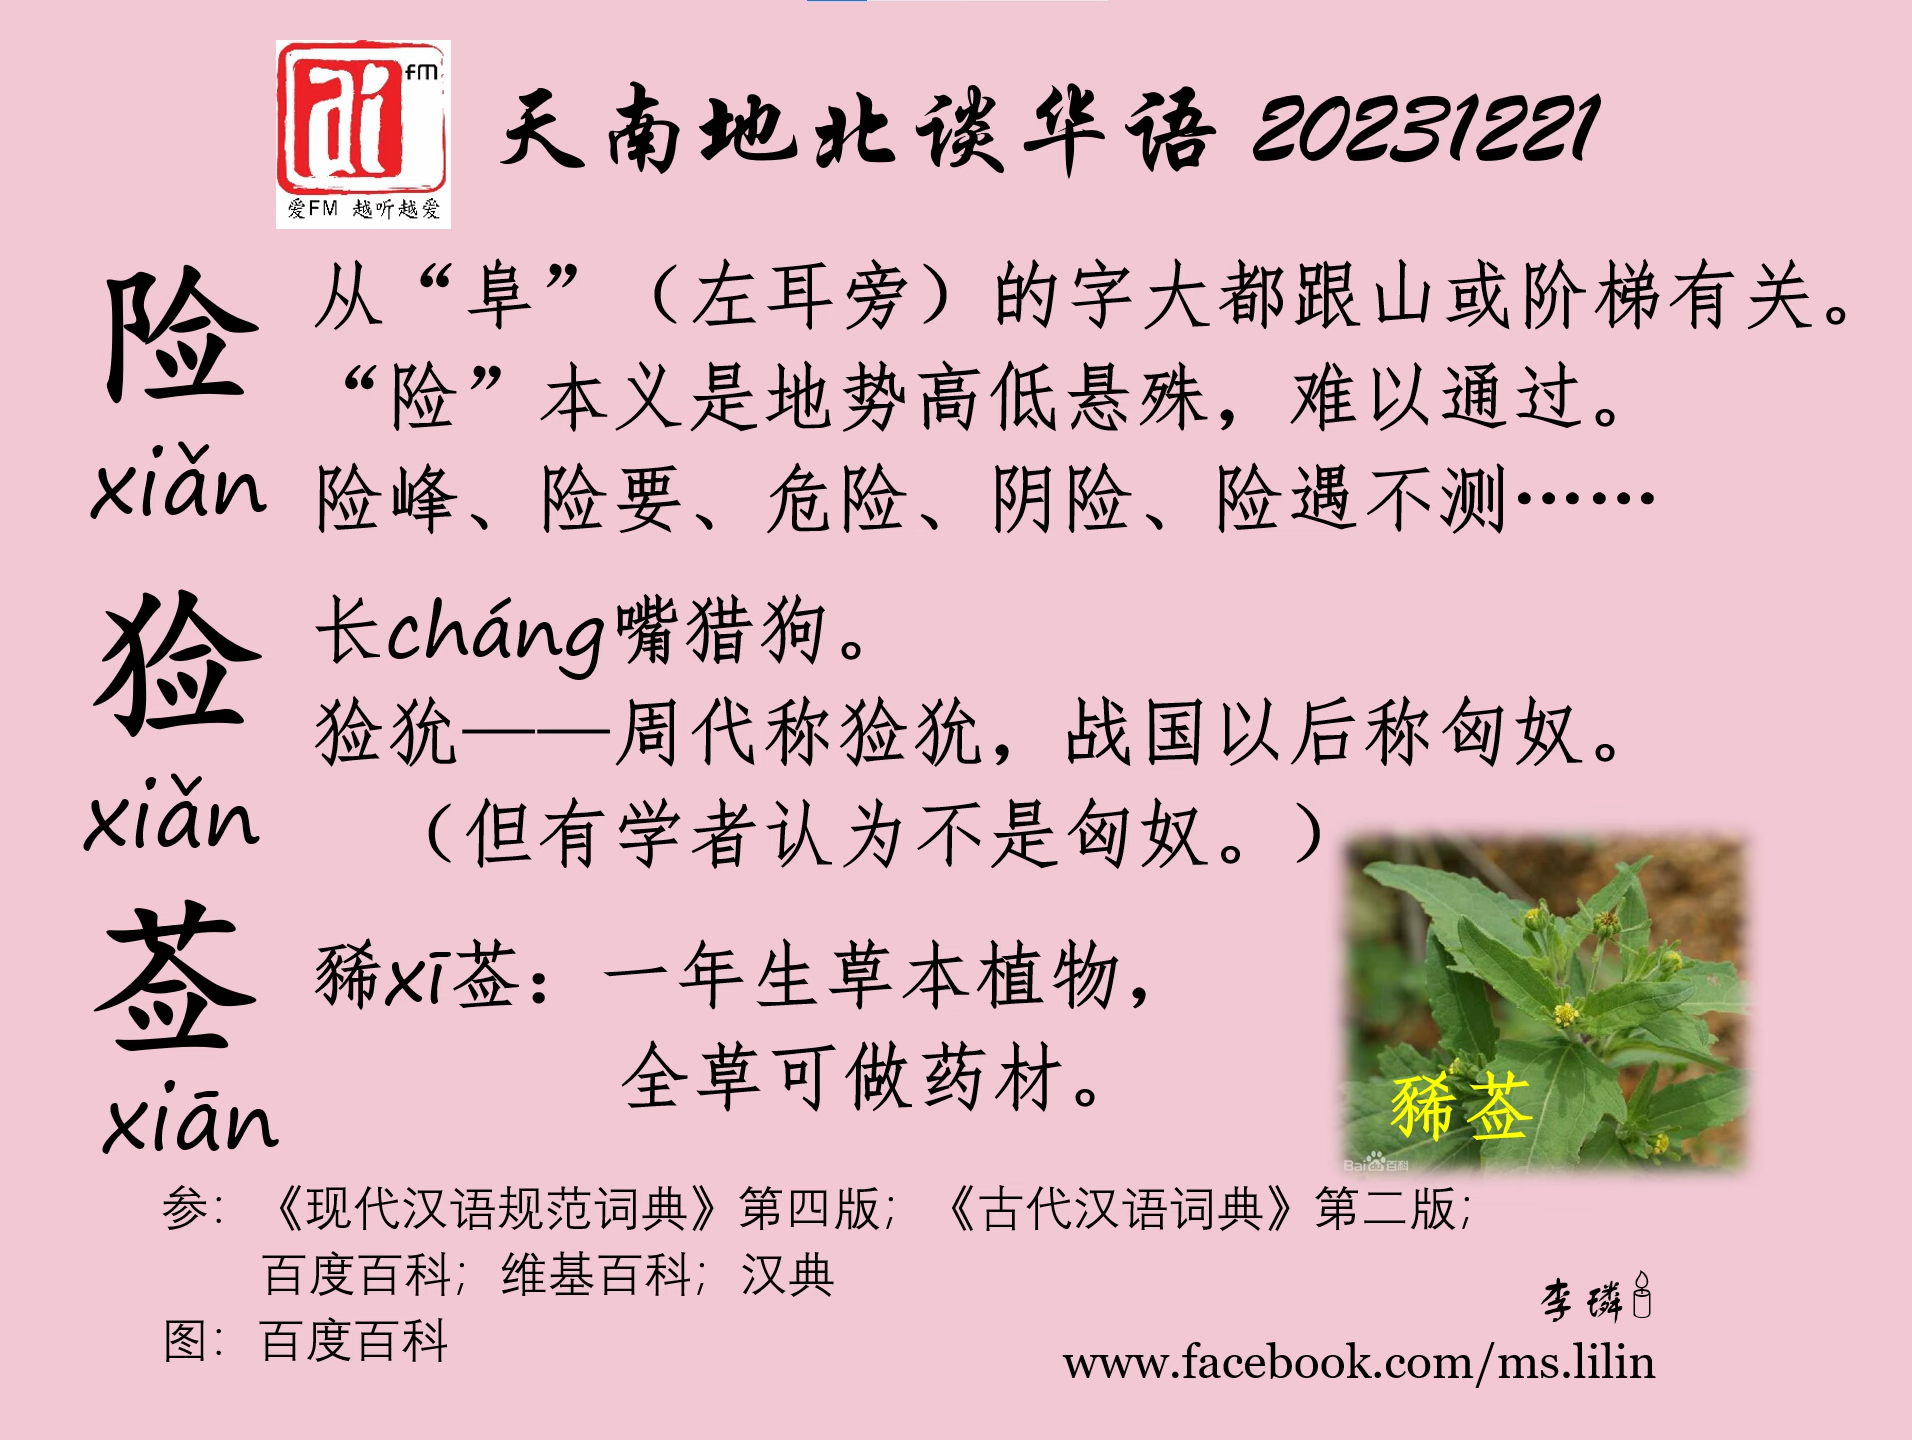 ai fm
爱FM 越听越爱
天南地北谈华语 20231221
险
xiǎn
从“阜”（左耳旁）的字大都跟山或阶梯有关。
“险”本义是地势高低悬殊，难以通过。
险峰、险要、危险、阴险、险遇不测……
猃
xiǎn
长cháng嘴猎狗。
猃狁——周代称猃狁，战国以后称匈奴。
（但有学者认为不是匈奴。）
莶
xiān
豨xī莶：一年生草本植物，
全草可做药材。
豨莶
Bai百科
参：《现代汉语规范词典》第四版；《古代汉语词典》第二版；
百度百科；维基百科；汉典
图：百度百科
李璘
www.facebook.com/ms.lilin